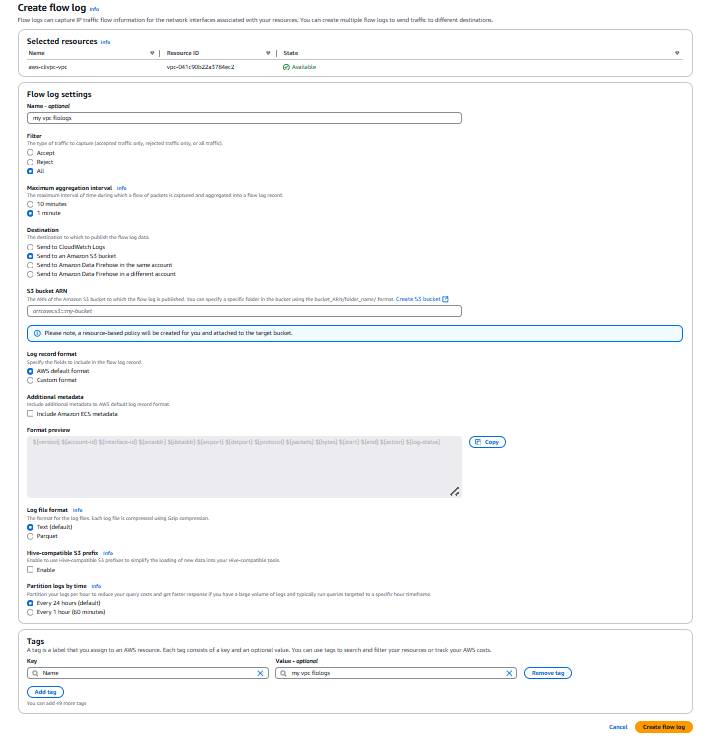 Create flow log Info
Flow logs can capture IP traffic flow information for the network interfaces associated with your resources. You can create multiple flow logs to send traffic to different destinations.
Selected resources Info
Name Resource ID State
aws-clivpc-vpc vpc-041c90b22a3784ec2 Available
Flow log settings
Name - optional
my vpc flologs
Filter
The type of traffic to capture (accepted traffic only, rejected traffic only, or all traffic).
Accept
Reject
All
Maximum aggregation interval Info
The maximum interval of time during which a flow of packets is captured and aggregated into a flow log record.
10 minutes
1 minute
Destination
The destination to which to publish the flow log data.
Send to CloudWatch Logs
Send to an Amazon S3 bucket
Send to Amazon Data Firehose in the same account
Send to Amazon Data Firehose in a different account
S3 bucket ARN
The ARN of the Amazon S3 bucket to which the flow log is published. You can specify a specific folder in the bucket using the bucket_ARN/folder_name/ format. Create S3 bucket
arn:aws:s3:::my-bucket
Please note, a resource-based policy will be created for you and attached to the target bucket.
Log record format
Specify the fields to include in the flow log record.
AWS default format
Custom format
Additional metadata
Include additional metadata to AWS default log record format.
Include Amazon ECS metadata
Format preview
${version} ${account-id} ${interface-id} ${srcaddr} ${dstaddr} ${srcport} ${dstport} ${protocol} ${packets} ${bytes} ${start} ${end} ${action} ${log-status}
Copy
Log file format Info
The format for the log files. Each log file is compressed using Gzip compression.
Text (default)
Parquet
Hive-compatible S3 prefix Info
Enable to use Hive-compatible S3 prefixes to simplify the loading of new data into your Hive-compatible tools.
Enable
Partition logs by time Info
Partition your logs per hour to reduce your query costs and get faster response if you have a large volume of logs and typically run queries targeted to a specific hour timeframe.
Every 24 hours (default)
Every 1 hour (60 minutes)
Tags
A tag is a label that you assign to an AWS resource. Each tag consists of a key and an optional value. You can use tags to search and filter your resources or track your AWS costs.
Key Value - optional
Name my vpc flologs Remove tag
Add tag
You can add 49 more tags
Cancel Create flow log